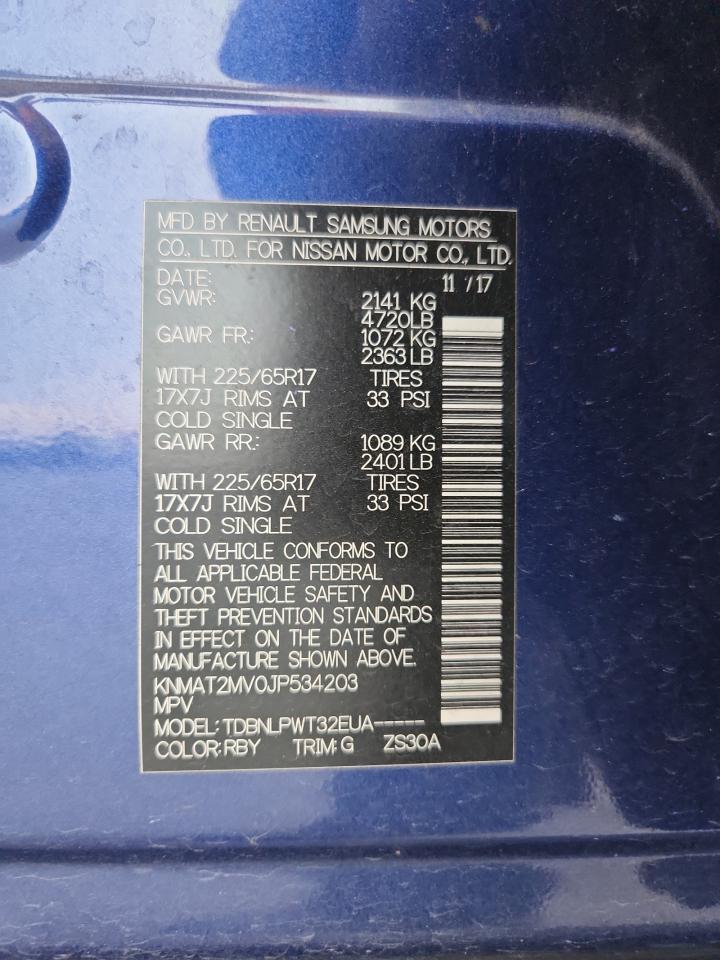 MFD BY RENAULT SAMSUNG MOTORS
CO., LTD. FOR NISSAN MOTOR CO., LTD.
DATE: 11 / 17
GVWR: 2141 KG
4720LB
GAWR FR.: 1072 KG
2363 LB
WITH 225/65R17 TIRES
17X7J RIMS AT 33 PSI
COLD SINGLE
GAWR RR.: 1089 KG
2401 LB
WITH 225/65R17 TIRES
17X7J RIMS AT 33 PSI
COLD SINGLE
THIS VEHICLE CONFORMS TO
ALL APPLICABLE FEDERAL
MOTOR VEHICLE SAFETY AND
THEFT PREVENTION STANDARDS
IN EFFECT ON THE DATE OF
MANUFACTURE SHOWN ABOVE.
KNMAT2MV0JP534203
MPV
MODEL: TDBNLPWT32EUA-----
COLOR: RBY TRIM: G ZS30A